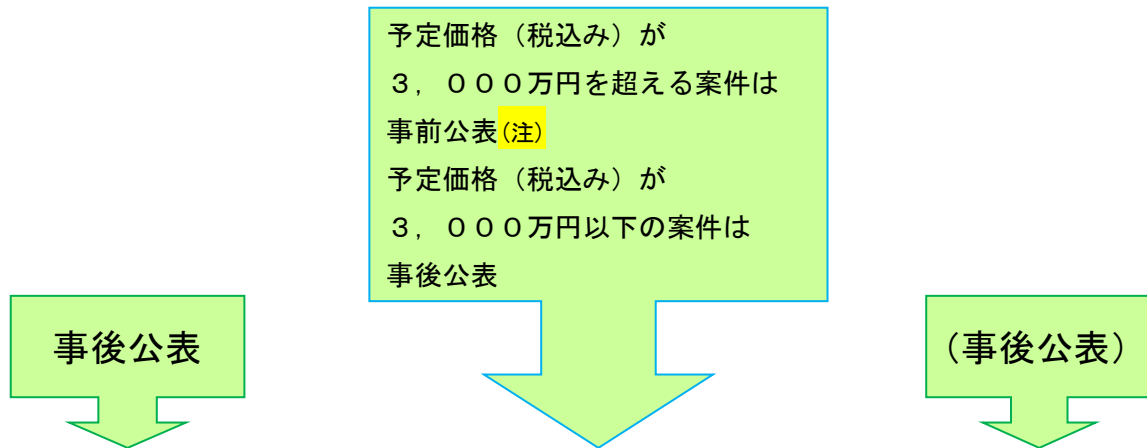 予定価格（税込み）が
３，０００万円を超える案件は
事前公表(注)
予定価格（税込み）が
３，０００万円以下の案件は
事後公表
事後公表
（事後公表）